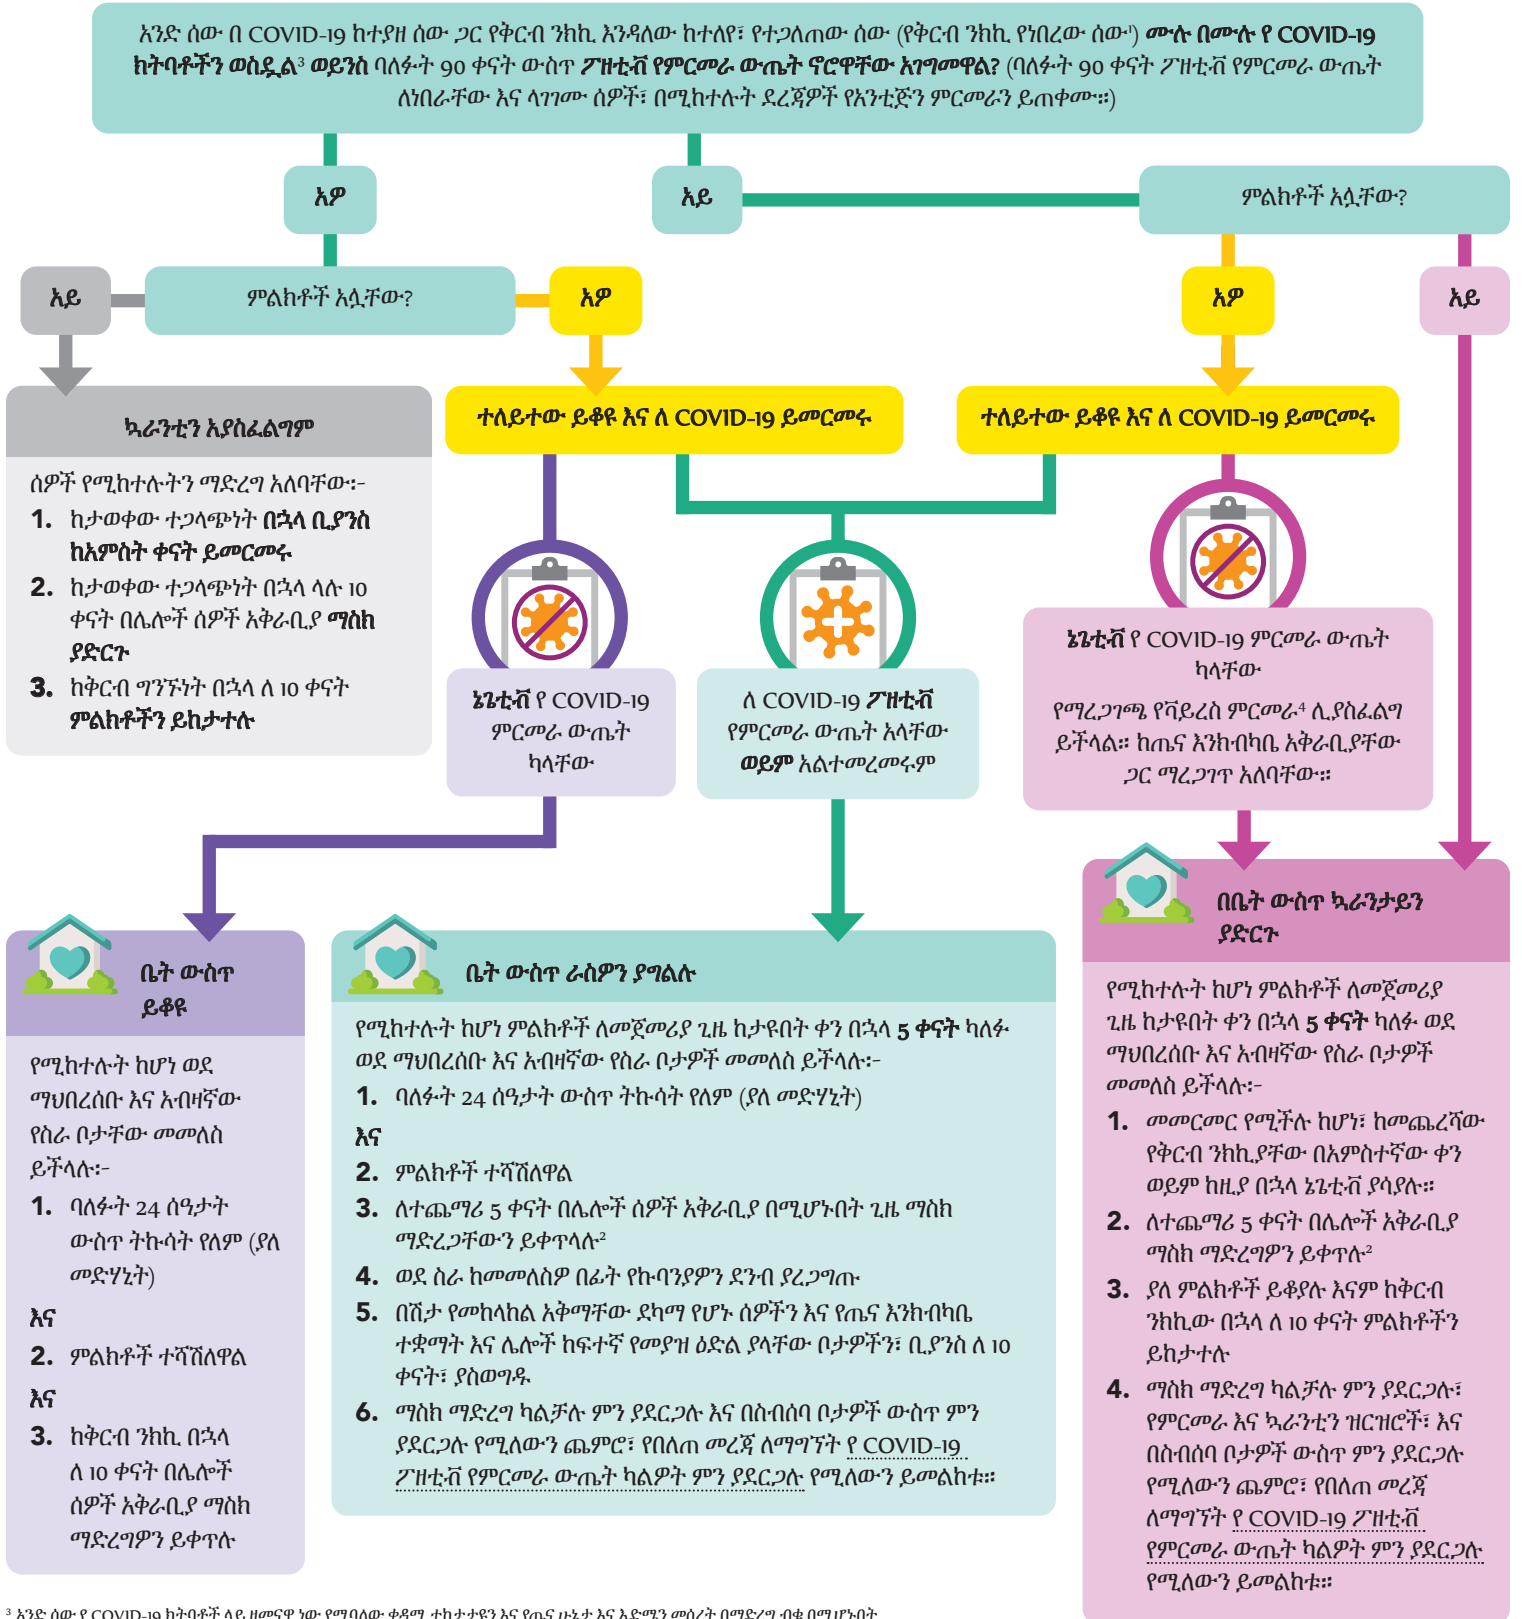 አንድ ሰው በ COVID-19 ከተያዘ ሰው ጋር የቅርብ ንክኪ እንዳለው ከተለየ፣ የተጋለጠው ሰው (የቅርብ ንክኪ የነበረው ሰው¹) ሙሉ በሙሉ የ COVID-19
ክትባቶችን ወስዷል³ ወይንስ ባለፉት 90 ቀናት ውስጥ ፖዘቲቭ የምርመራ ውጤት ኖሮዋቸው አገግመዋል? (ባለፉት 90 ቀናት ፖዘቲቭ የምርመራ ውጤት
ለነበራቸው እና ላገገሙ ሰዎች፣ በሚከተሉት ደረጃዎች የአንቲጅን ምርመራን ይጠቀሙ።)
አዎ
አይ
ምልክቶች አሏቸው?
አይ
ምልክቶች አሏቸው?
አዎ
አዎ
አይ
ኳራንቲን አያስፈልግም
ሰዎች የሚከተሉትን ማድረግ አለባቸው፡-
1. ከታወቀው ተጋላጭነት በኋላ ቢያንስ
ከአምስት ቀናት ይመርመሩ
2. ከታወቀው ተጋላጭነት በኋላ ላሉ 10
ቀናት በሌሎች ሰዎች አቅራቢያ ማስክ
ያድርጉ
3. ከቅርብ ግንኙነት በኋላ ለ 10 ቀናት
ምልክቶችን ይከታተሉ
ተለይተው ይቆዩ እና ለ COVID-19 ይመርመሩ
ተለይተው ይቆዩ እና ለ COVID-19 ይመርመሩ
ኔጌቲቭ የ COVID-19
ምርመራ ውጤት
ካላቸው
ለ COVID-19 ፖዘቲቭ
የምርመራ ውጤት አላቸው
ወይም አልተመረመሩም
ኔጌቲቭ የ COVID-19 ምርመራ ውጤት
ካላቸው
የማረጋገጫ የቫይረስ ምርመራ⁴ ሊያስፈልግ
ይችላል። ከጤና እንክብካቤ አቅራቢያቸው
ጋር ማረጋገጥ አለባቸው።
ቤት ውስጥ
ይቆዩ
የሚከተሉት ከሆነ ወደ
ማህበረሰቡ እና አብዛኛው
የስራ ቦታቸው መመለስ
ይችላሉ፡-
1. ባለፉት 24 ሰዓታት
ውስጥ ትኩሳት የለም (ያለ
መድሃኒት)
እና
2. ምልክቶች ተሻሽለዋል
እና
3. ከቅርብ ንክኪ በኋላ
ለ 10 ቀናት በሌሎች
ሰዎች አቅራቢያ ማስክ
ማድረግዎን ይቀጥሉ
ቤት ውስጥ ራስዎን ያግልሉ
የሚከተሉት ከሆነ ምልክቶች ለመጀመሪያ ጊዜ ከታዩበት ቀን በኋላ 5 ቀናት ካለፉ
ወደ ማህበረሰቡ እና አብዛኛው የስራ ቦታዎች መመለስ ይችላሉ፡-
1. ባለፉት 24 ሰዓታት ውስጥ ትኩሳት የለም (ያለ መድሃኒት)
እና
2. ምልክቶች ተሻሽለዋል
3. ለተጨማሪ 5 ቀናት በሌሎች ሰዎች አቅራቢያ በሚሆኑበት ጊዜ ማስክ
ማድረጋቸውን ይቀጥላሉ²
4. ወደ ስራ ከመመለስዎ በፊት የኩባንያዎን ደንብ ያረጋግጡ
5. በሽታ የመከላከል አቅማቸው ደካማ የሆኑ ሰዎችን እና የጤና እንክብካቤ
ተቋማት እና ሌሎች ከፍተኛ የመያዝ ዕድል ያላቸው ቦታዎችን፣ ቢያንስ ለ 10
ቀናት፣ ያስወግዱ
6. ማስክ ማድረግ ካልቻሉ ምን ያደርጋሉ እና በስብሰባ ቦታዎች ውስጥ ምን
ያደርጋሉ የሚለውን ጨምሮ፣ የበለጠ መረጃ ለማግኘት የ COVID-19
ፖዘቲቭ የምርመራ ውጤት ካልዎት ምን ያደርጋሉ የሚለውን ይመልከቱ።
በቤት ውስጥ ኳራንታይን
ያድርጉ
የሚከተሉት ከሆነ ምልክቶች ለመጀመሪያ
ጊዜ ከታዩበት ቀን በኋላ 5 ቀናት ካለፉ ወደ
ማህበረሰቡ እና አብዛኛው የስራ ቦታዎች
መመለስ ይችላሉ፡-
1. መመርመር የሚችሉ ከሆነ፣ ከመጨረሻው
የቅርብ ንክኪያቸው በአምስተኛው ቀን
ወይም ከዚያ በኋላ ኔጌቲቭ ያሳያሉ።
2. ለተጨማሪ 5 ቀናት በሌሎች አቅራቢያ
ማስክ ማድረግዎን ይቀጥሉ²
3. ያለ ምልክቶች ይቆያሉ እናም ከቅርብ
ንክኪው በኋላ ለ 10 ቀናት ምልክቶችን
ይከታተሉ
4. ማስክ ማድረግ ካልቻሉ ምን ያደርጋሉ፣
የምርመራ እና ኳራንቲን ዝርዝሮች፣ እና
በስብሰባ ቦታዎች ውስጥ ምን ያደርጋሉ
የሚለውን ጨምሮ፣ የበለጠ መረጃ
ለማግኘት የ COVID-19 ፖዘቲቭ
የምርመራ ውጤት ካልዎት ምን ያደርጋሉ
የሚለውን ይመልከቱ።
³ አንድ ሰው የ COVID-19 ክትባቶች ላይ ዘመናዊ ነው የሚባለው